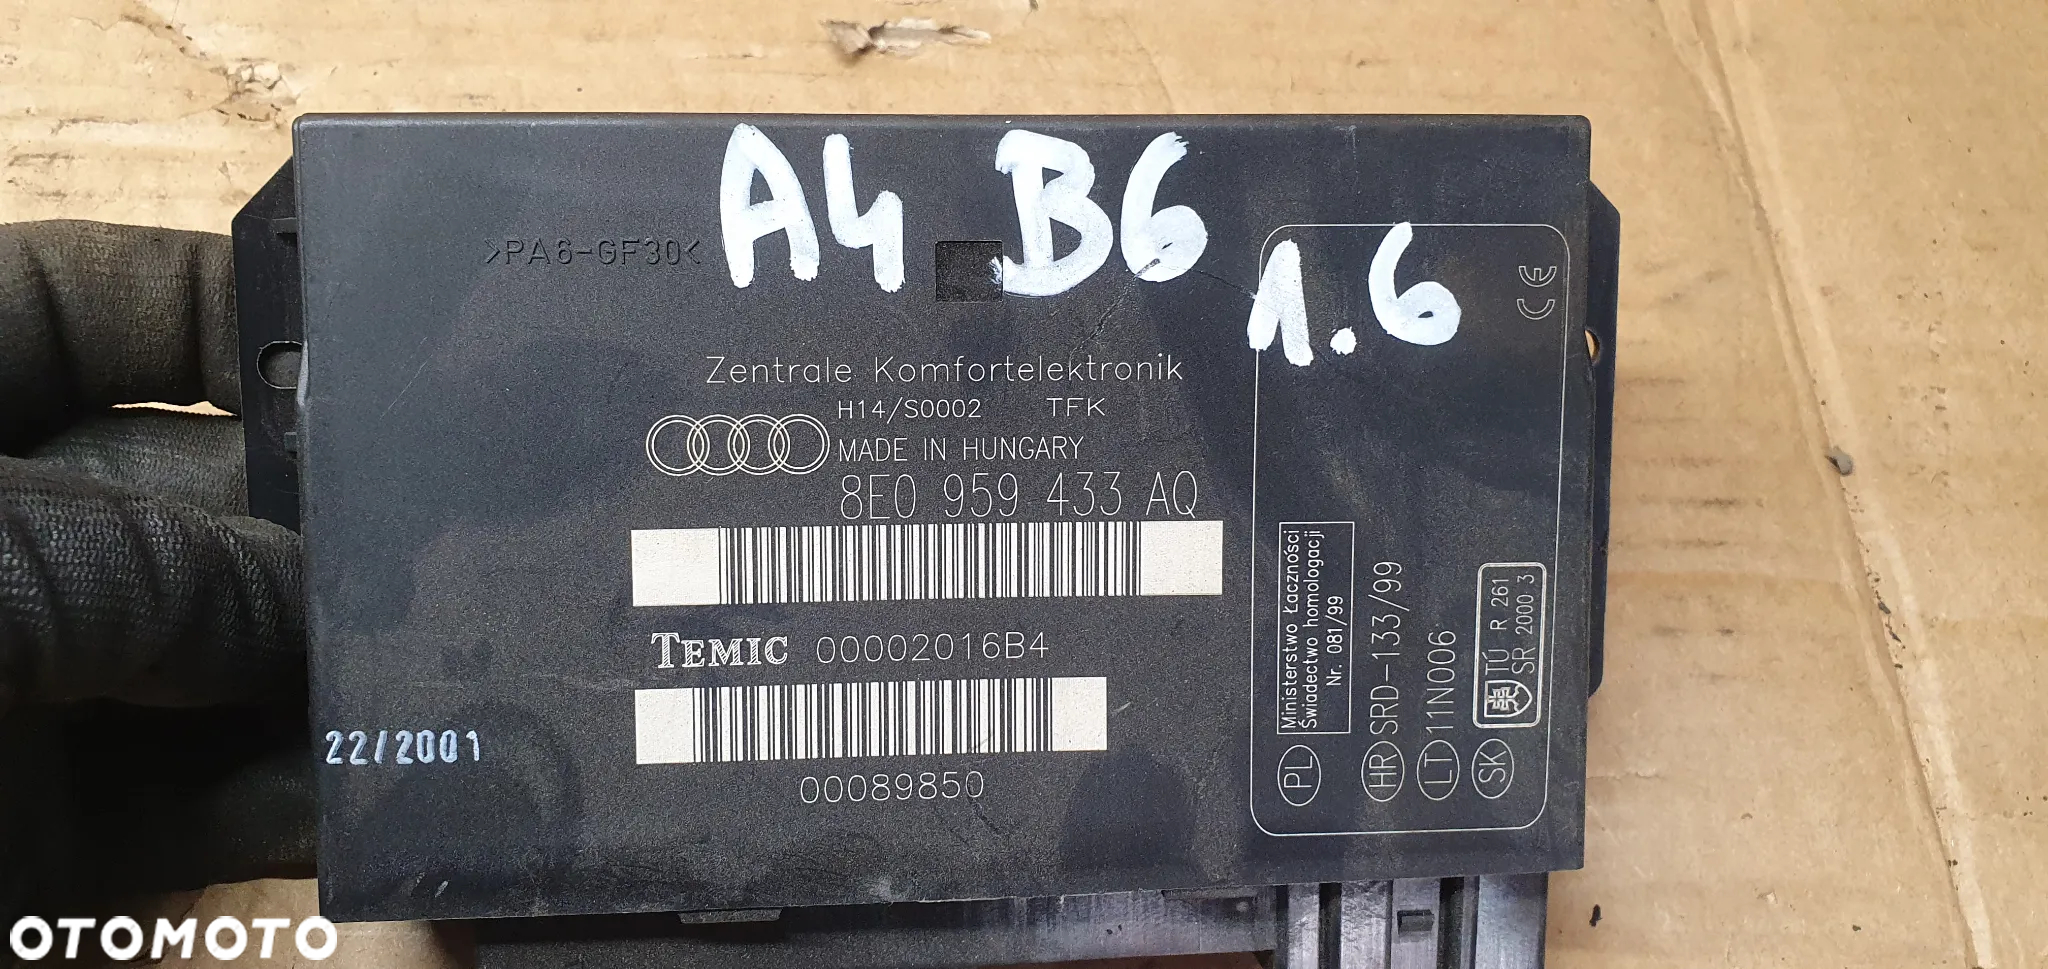 A4 B6
1.6
>PA6-GF30<
CE
Zentrale Komfortelektronik
H14/S0002 TFK
MADE IN HUNGARY
8E0 959 433 AQ
TEMIC 00002016B4
00089850
22/2001
Ministerstwo Łączności
Świadectwo homologacji
Nr. 081/99
PL
HR SRD-133/99
LT 11N006
SK TÚ R 261
SR 2000 3
OTOMOTO